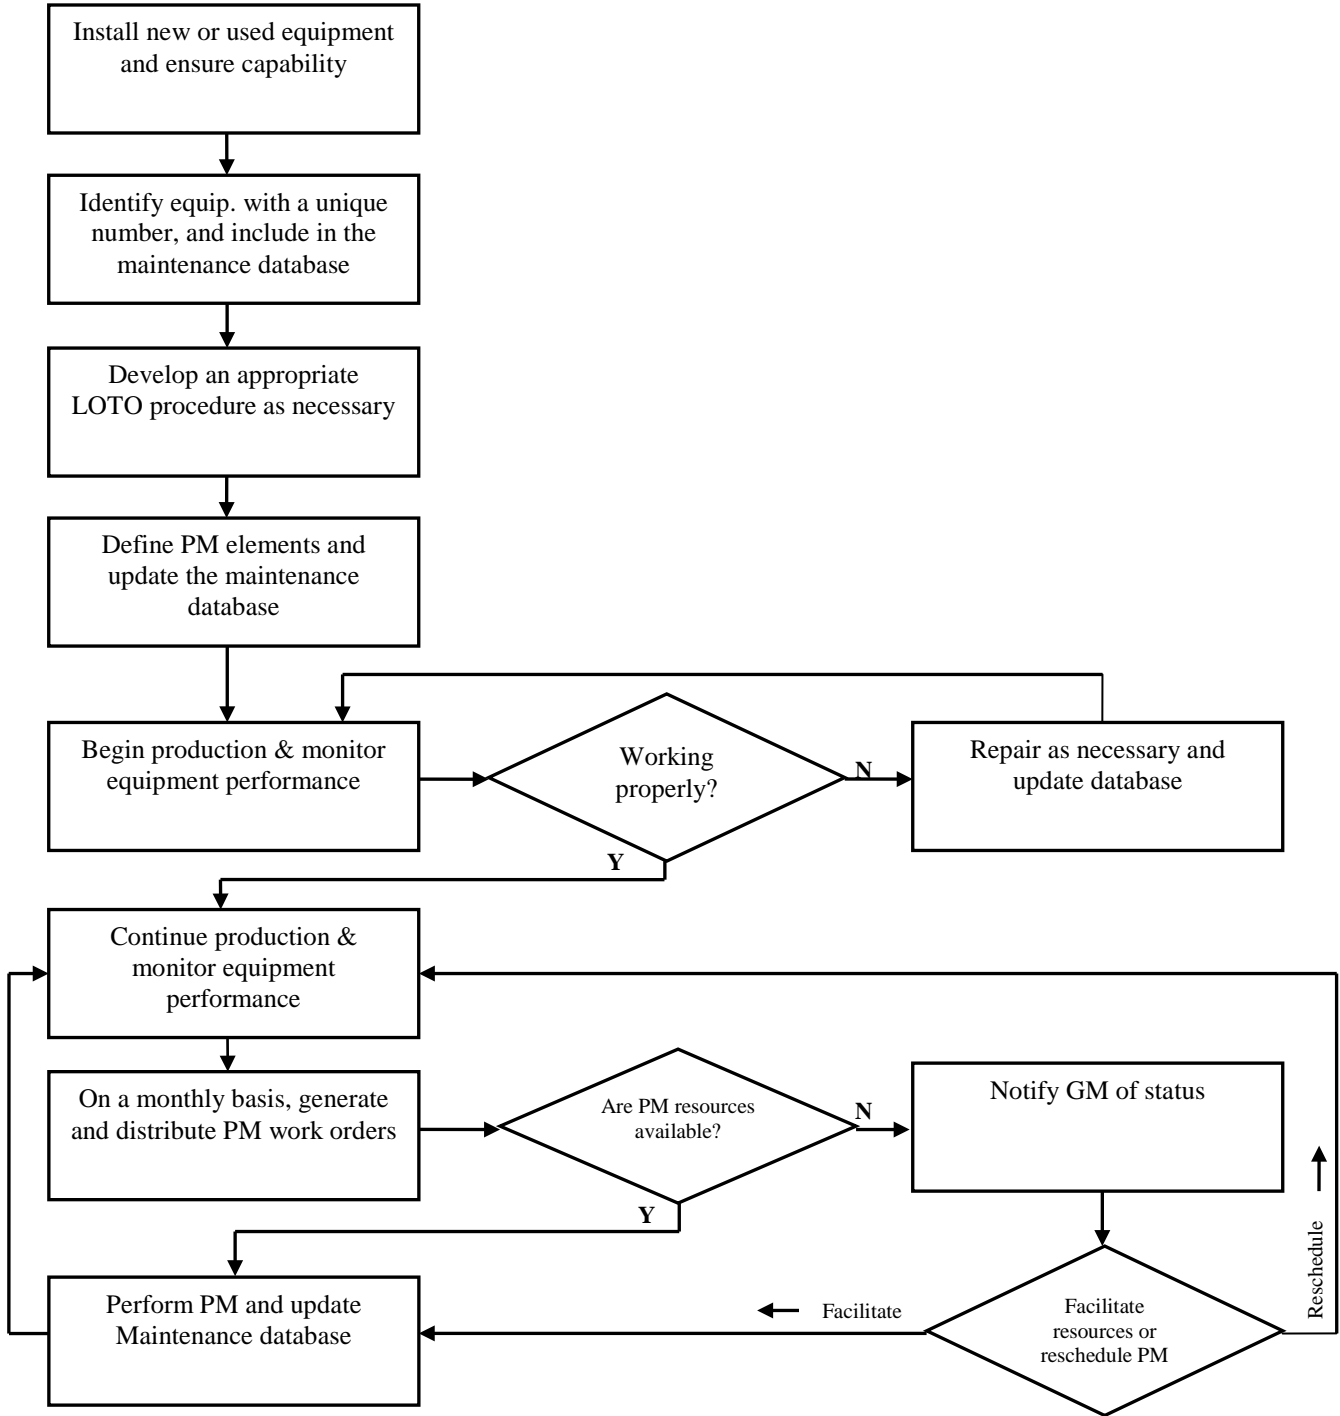 Install new or used equipment
and ensure capability
Identify equip. with a unique
number, and include in the
maintenance database
Develop an appropriate
LOTO procedure as necessary
Define PM elements and
update the maintenance
database
Begin production & monitor
equipment performance
Working
properly?
N
Repair as necessary and
update database
Y
Continue production &
monitor equipment
performance
On a monthly basis, generate
and distribute PM work orders
Are PM resources
available?
N
Notify GM of status
Y
Reschedule
Perform PM and update
Maintenance database
Facilitate
Facilitate
resources or
reschedule PM